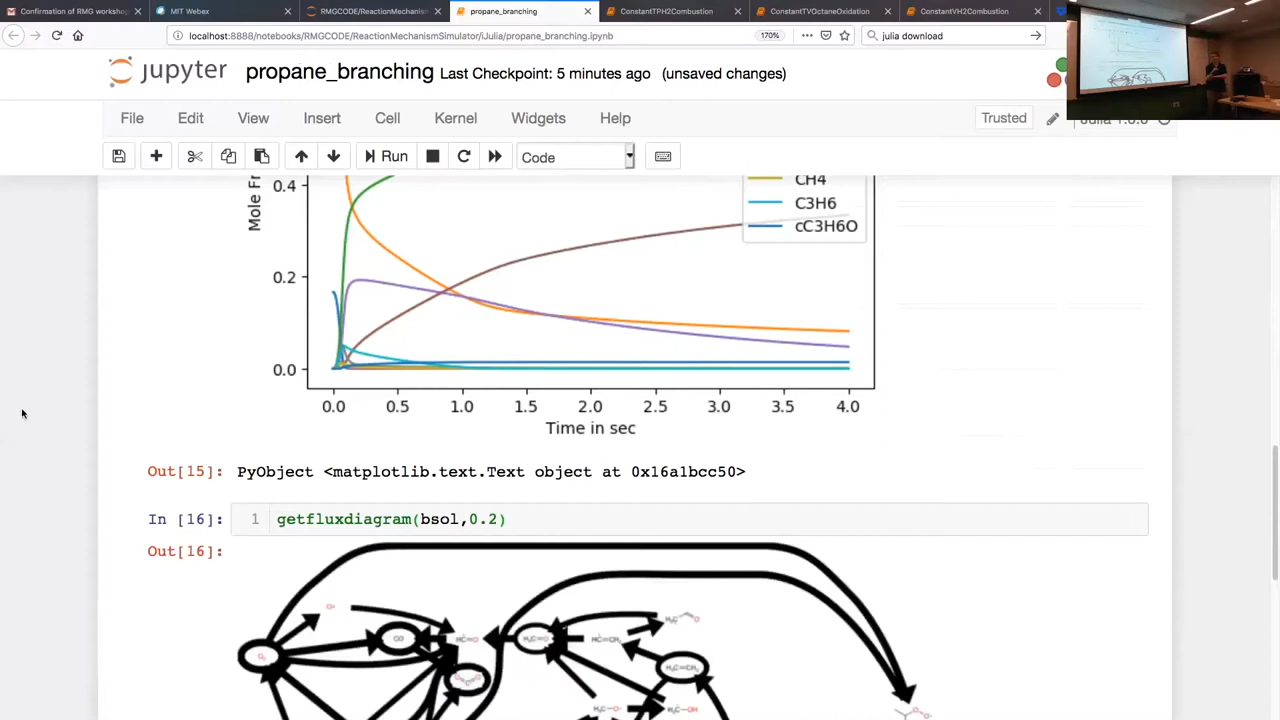 Confirmation of RMG workshop
MIT Webex
RMGCODE/ReactionMechanism
propane_branching
ConstantTPH2Combustion
ConstantTVOctaneOxidation
ConstantVH2Combustion
localhost:8888/notebooks/RMGCODE/ReactionMechanismSimulator/iJulia/propane_branching.ipynb
170%
julia download
jupyter propane_branching Last Checkpoint: 5 minutes ago (unsaved changes)
File Edit View Insert Cell Kernel Widgets Help
Trusted
Run
Code
Mole Fr
0.4
0.2
0.0
CH4
C3H6
cC3H6O
0.0 0.5 1.0 1.5 2.0 2.5 3.0 3.5 4.0
Time in sec
Out[15]: PyObject <matplotlib.text.Text object at 0x16a1bcc50>
In [16]: 1 getfluxdiagram(bsol,0.2)
Out[16]:
CO